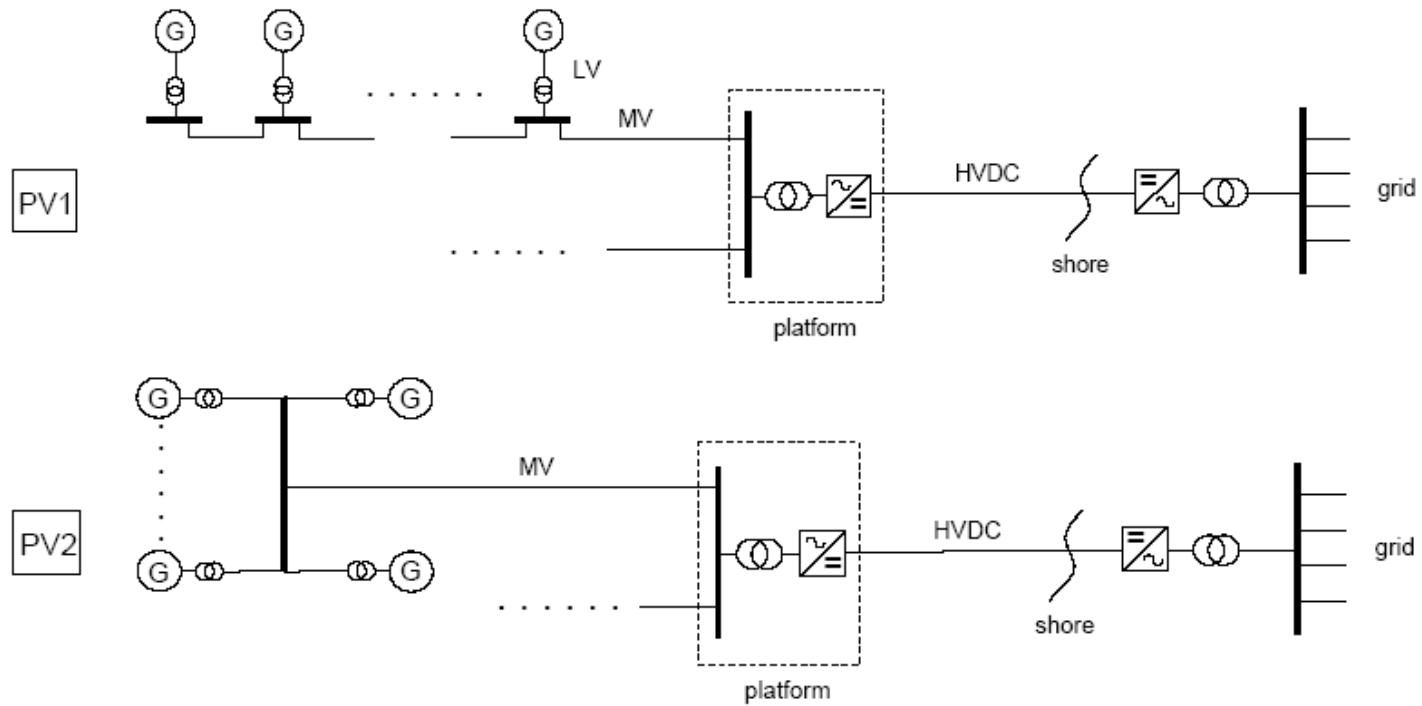 G G G
LV
MV
PV1
HVDC
grid
shore
platform
G G
MV
PV2
HVDC
G G
grid
shore
platform